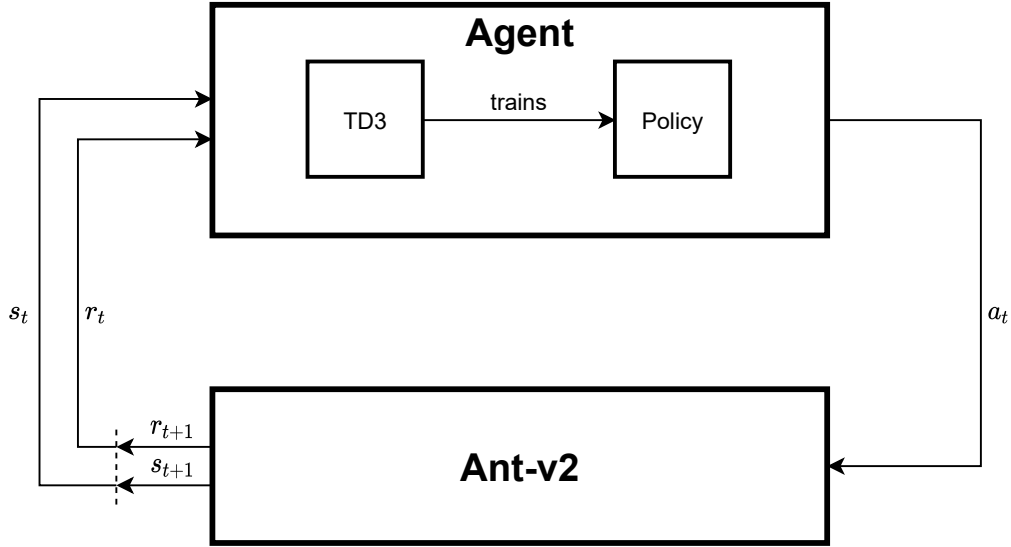 Agent
trains
TD3
Policy
s_t
r_t
a_t
r_{t+1}
s_{t+1}
Ant-v2